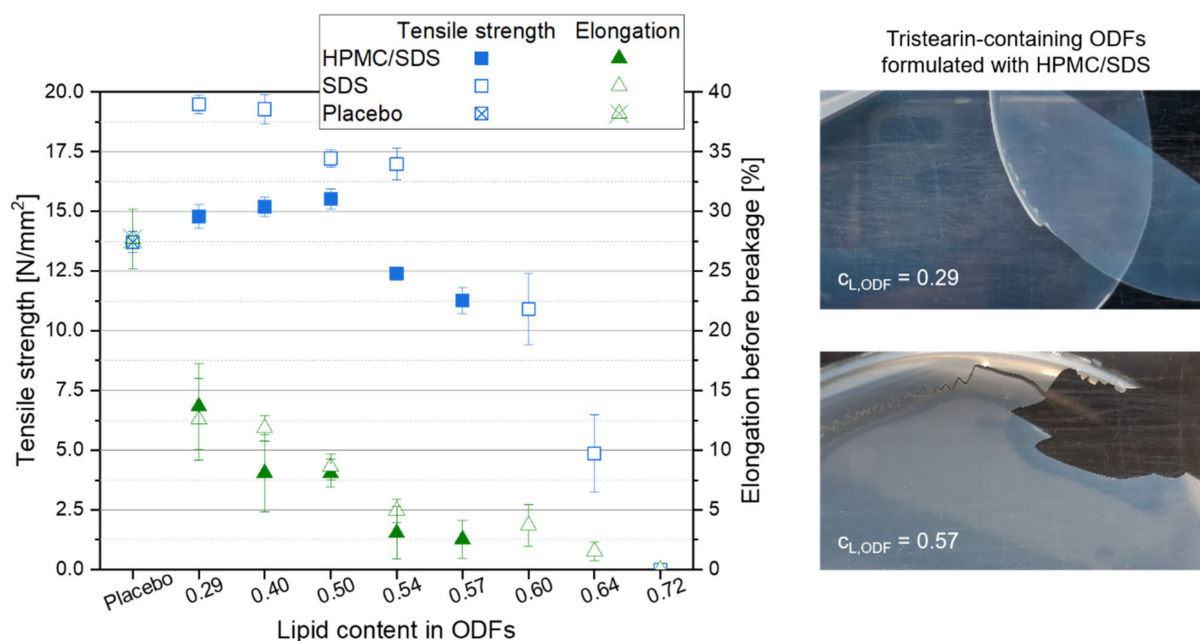 Tensile strength Elongation
HPMC/SDS
SDS
Placebo
20.0
17.5
15.0
12.5
10.0
7.5
5.0
2.5
0.0
Tensile strength [N/mm²]
40
35
30
25
20
15
10
5
0
Elongation before breakage [%]
Placebo 0.29 0.40 0.50 0.54 0.57 0.60 0.64 0.72
Lipid content in ODFs
Tristearin-containing ODFs
formulated with HPMC/SDS
cL,ODF = 0.29
cL,ODF = 0.57